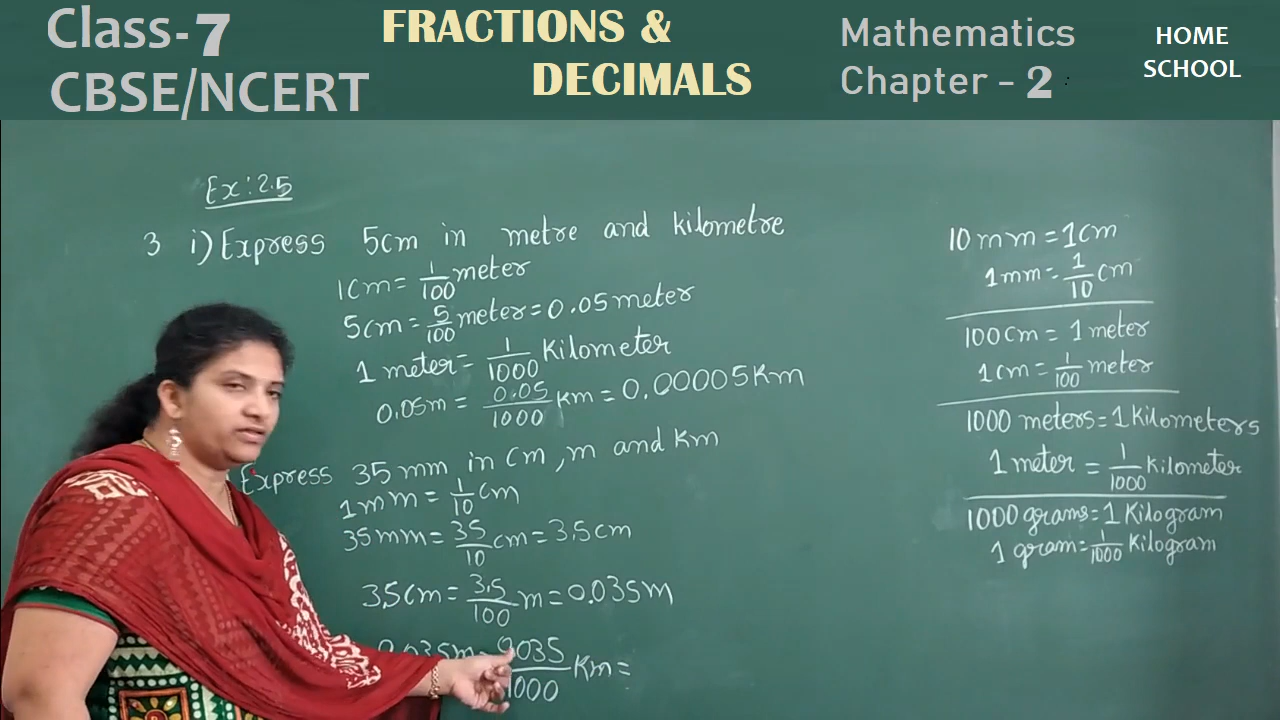 Class-7
CBSE/NCERT
FRACTIONS &
DECIMALS
Mathematics
Chapter - 2
HOME
SCHOOL
Ex: 2.5
3 i) Express 5cm in metre and kilometre
1cm = 1/100 meter
5cm = 5/100 meter = 0.05 meter
1 meter = 1/1000 Kilometer
0.05m = 0.05/1000 Km = 0.00005 Km
Express 35 mm in cm, m and Km
1mm = 1/10 cm
35mm = 35/10 cm = 3.5cm
3.5cm = 3.5/100 m = 0.035m
0.035m = 0.035/1000 Km =
10 mm = 1cm
1mm = 1/10 cm
100cm = 1 meter
1cm = 1/100 meter
1000 meters = 1 Kilometers
1 meter = 1/1000 Kilometer
1000 grams = 1 Kilogram
1 gram = 1/1000 Kilogram